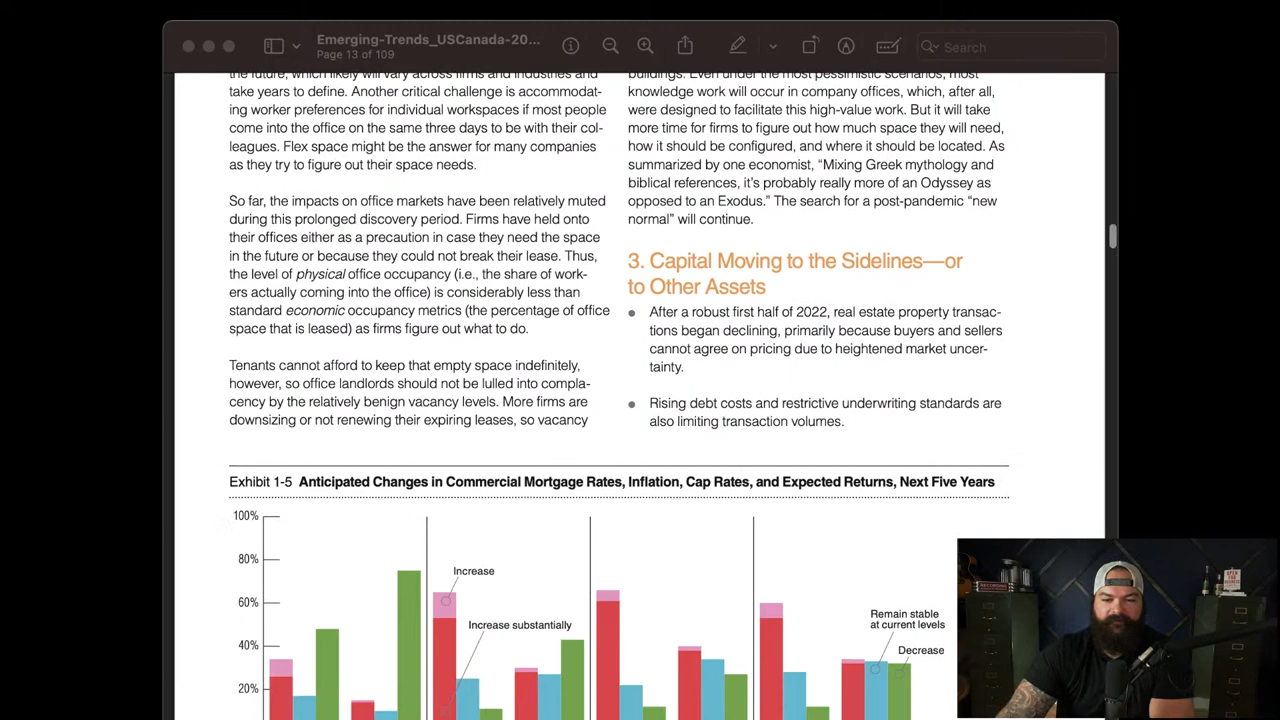 Emerging-Trends_USCanada-20...
Page 13 of 109
Search
the future, which likely will vary across firms and industries and
take years to define. Another critical challenge is accommodat-
ing worker preferences for individual workspaces if most people
come into the office on the same three days to be with their col-
leagues. Flex space might be the answer for many companies
as they try to figure out their space needs.
So far, the impacts on office markets have been relatively muted
during this prolonged discovery period. Firms have held onto
their offices either as a precaution in case they need the space
in the future or because they could not break their lease. Thus,
the level of physical office occupancy (i.e., the share of work-
ers actually coming into the office) is considerably less than
standard economic occupancy metrics (the percentage of office
space that is leased) as firms figure out what to do.
Tenants cannot afford to keep that empty space indefinitely,
however, so office landlords should not be lulled into compla-
cency by the relatively benign vacancy levels. More firms are
downsizing or not renewing their expiring leases, so vacancy
buildings. Even under the most pessimistic scenarios, most
knowledge work will occur in company offices, which, after all,
were designed to facilitate this high-value work. But it will take
more time for firms to figure out how much space they will need,
how it should be configured, and where it should be located. As
summarized by one economist, “Mixing Greek mythology and
biblical references, it’s probably really more of an Odyssey as
opposed to an Exodus.” The search for a post-pandemic “new
normal” will continue.
3. Capital Moving to the Sidelines—or
to Other Assets
• After a robust first half of 2022, real estate property transac-
tions began declining, primarily because buyers and sellers
cannot agree on pricing due to heightened market uncer-
tainty.
• Rising debt costs and restrictive underwriting standards are
also limiting transaction volumes.
Exhibit 1-5 Anticipated Changes in Commercial Mortgage Rates, Inflation, Cap Rates, and Expected Returns, Next Five Years
100%
80%
60%
40%
20%
Increase
Increase substantially
Remain stable
at current levels
Decrease